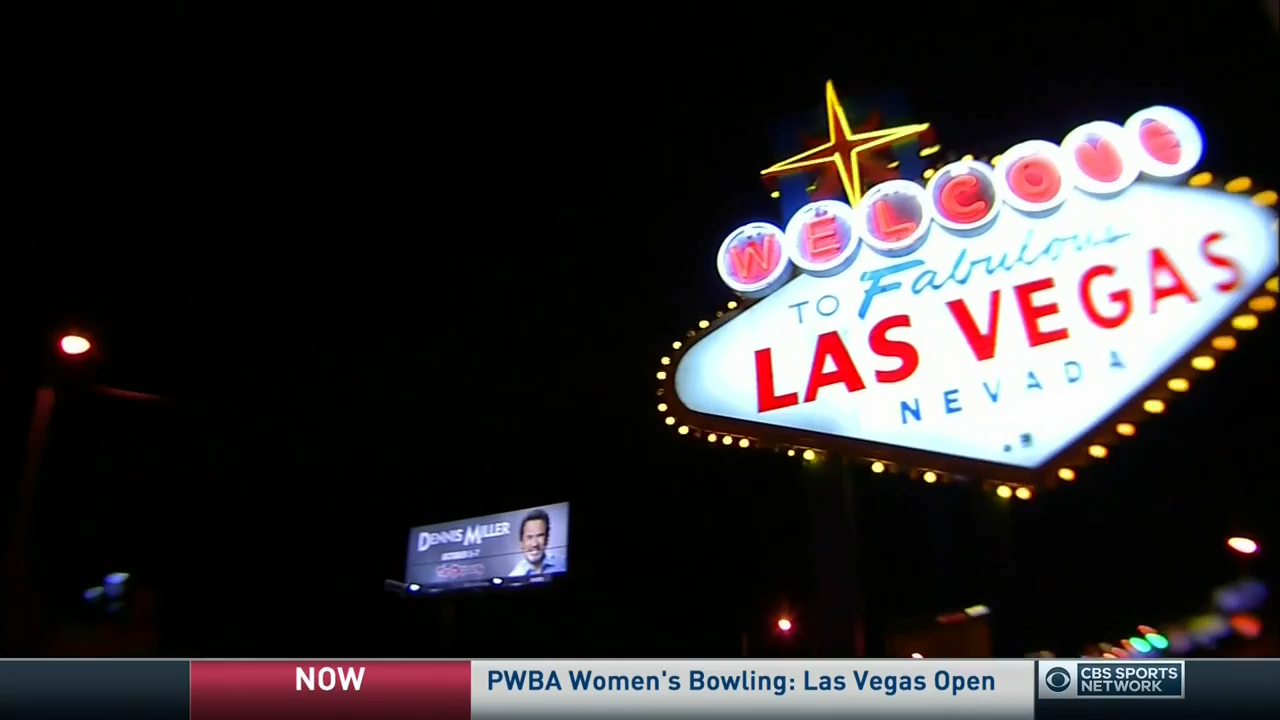 WELCOME
TO Fabulous
LAS VEGAS
NEVADA
DENNIS MILLER
NOW
PWBA Women's Bowling: Las Vegas Open
CBS SPORTS
NETWORK